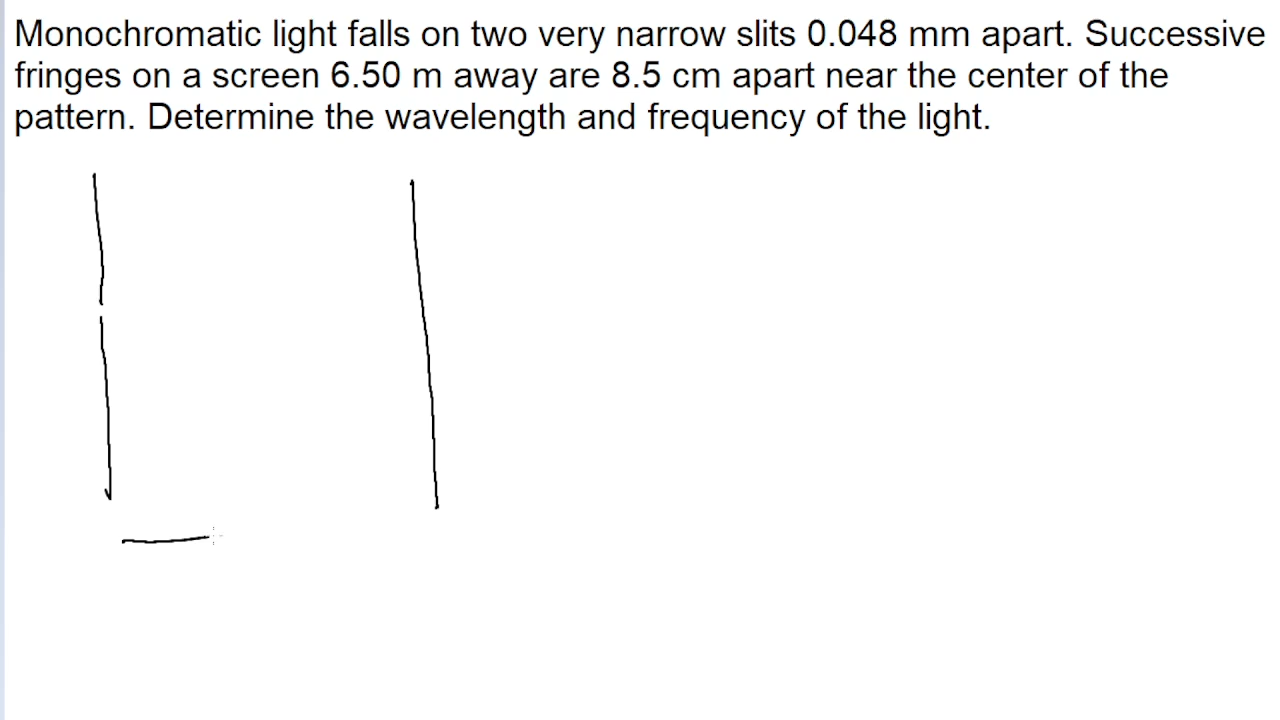 Monochromatic light falls on two very narrow slits 0.048 mm apart. Successive
fringes on a screen 6.50 m away are 8.5 cm apart near the center of the
pattern. Determine the wavelength and frequency of the light.